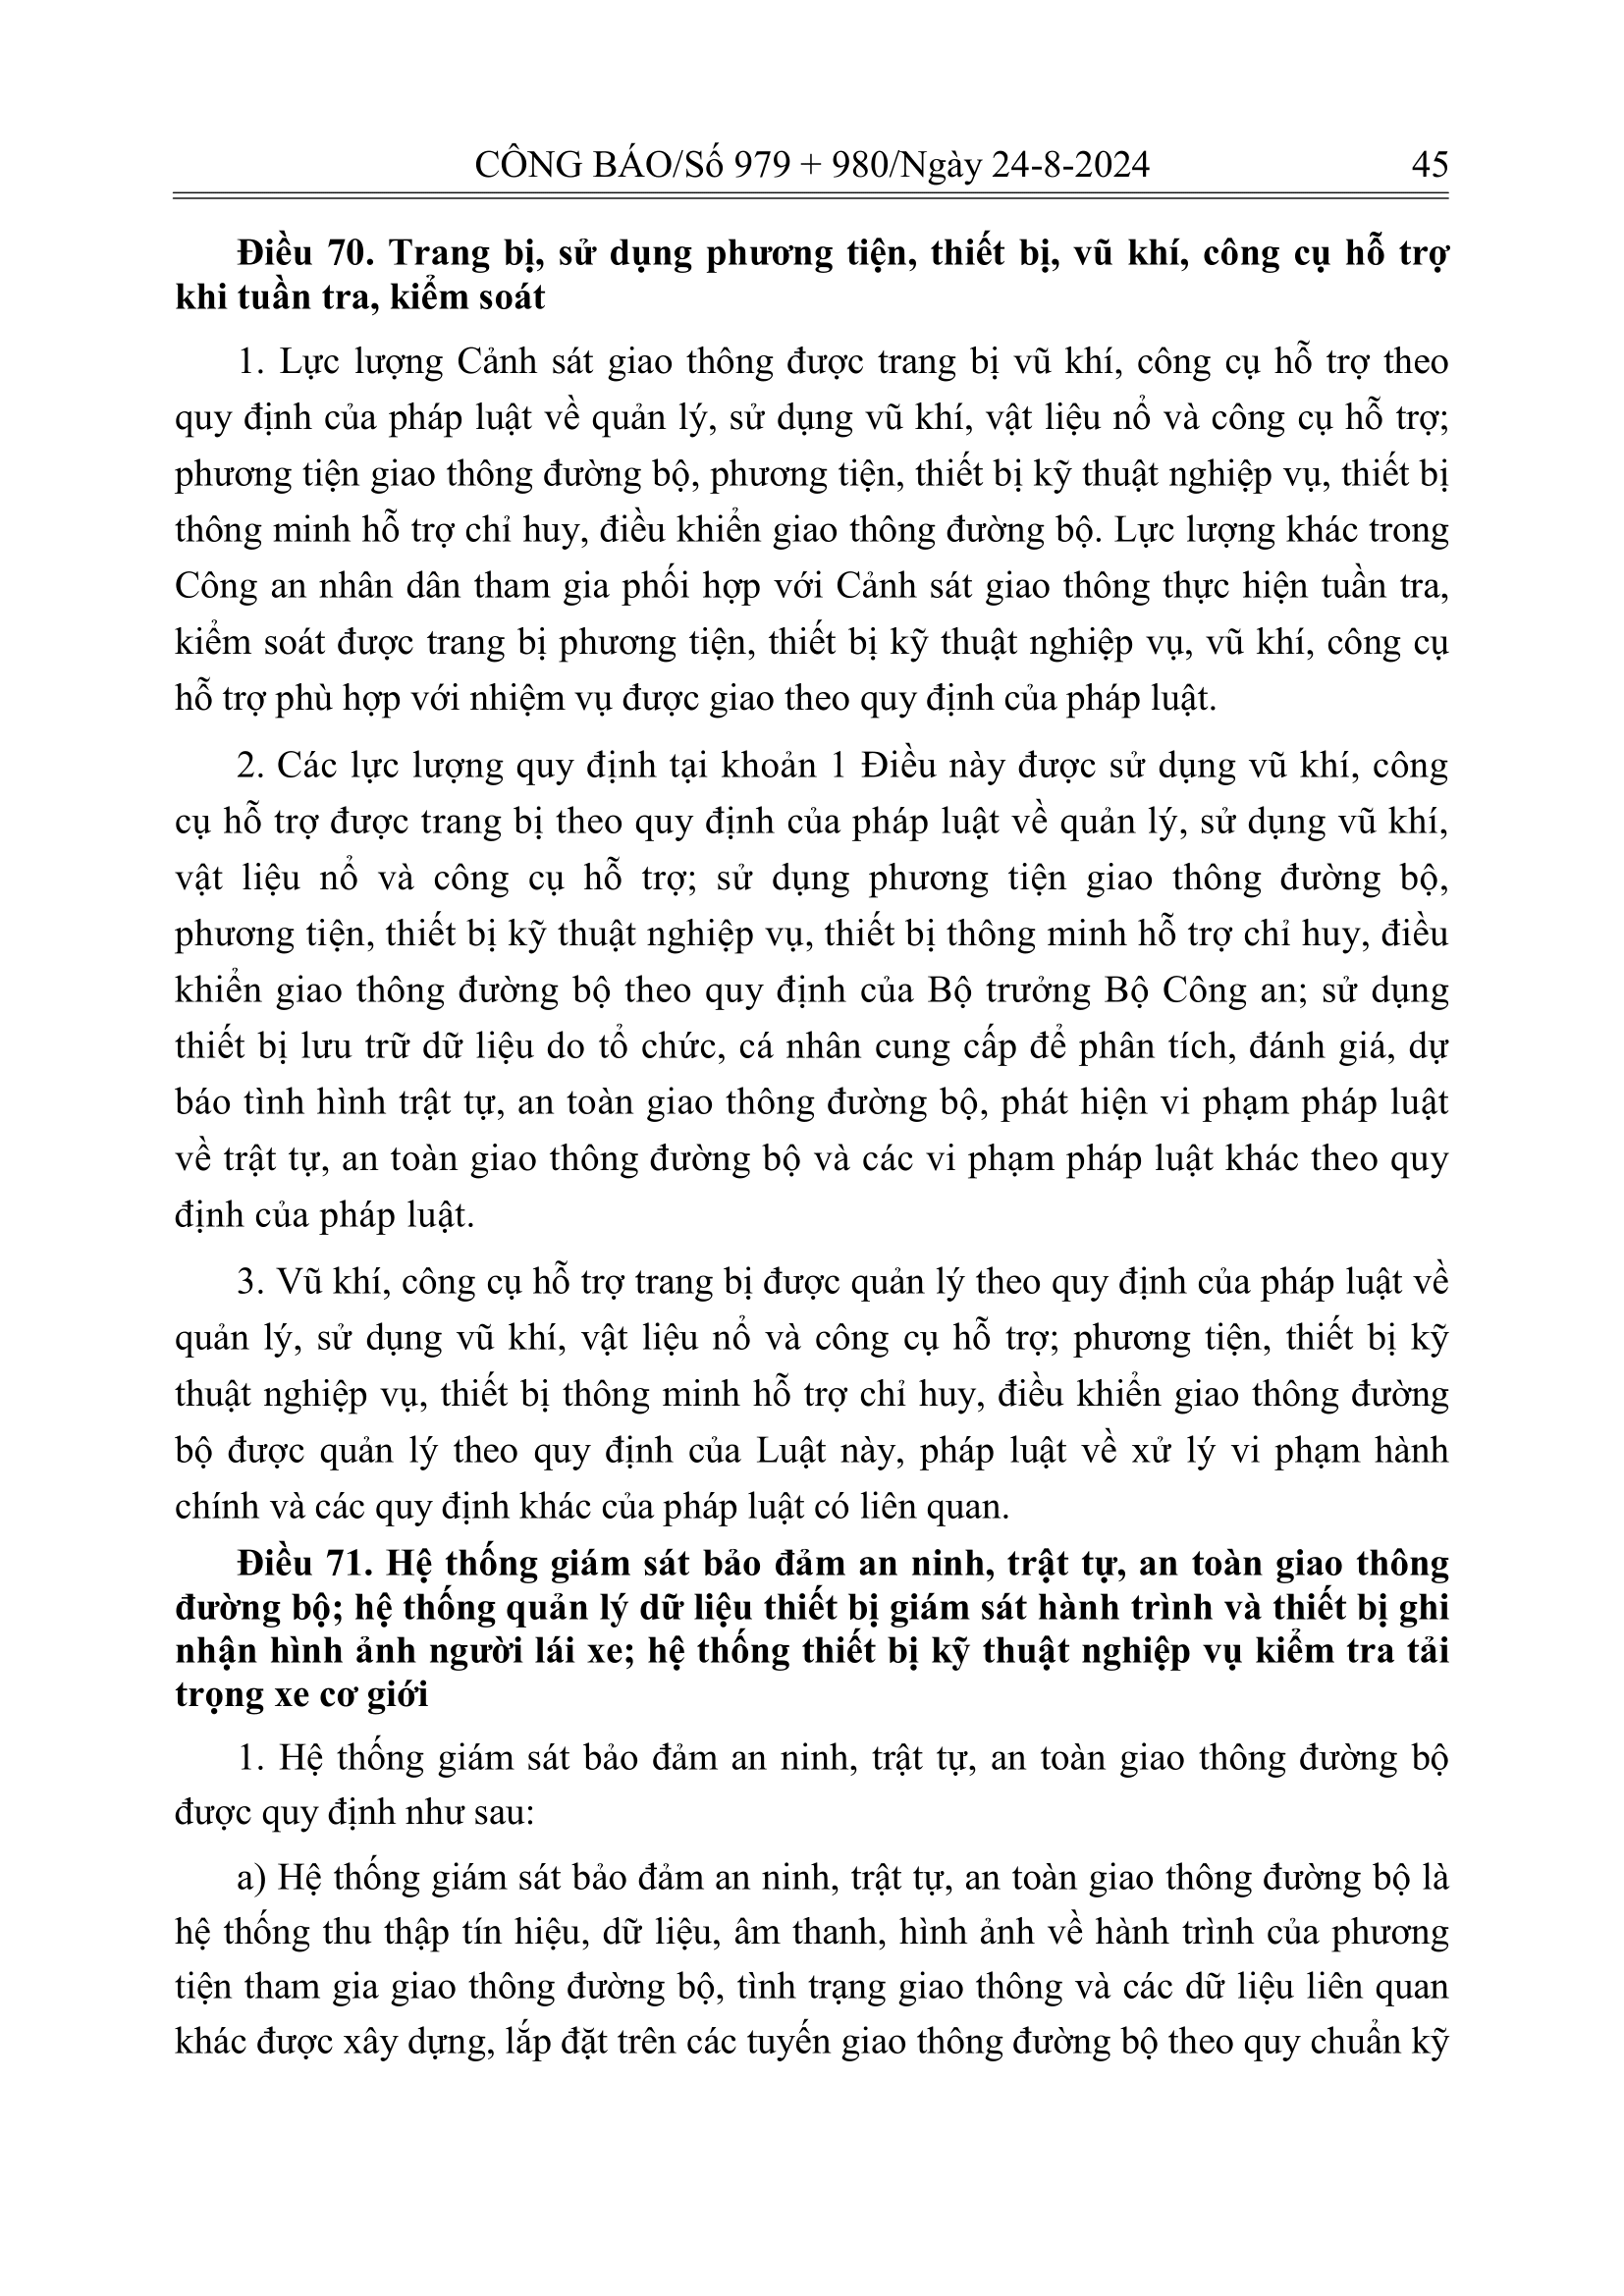 CÔNG BÁO/Số 979 + 980/Ngày 24-8-2024 45
Điều 70. Trang bị, sử dụng phương tiện, thiết bị, vũ khí, công cụ hỗ trợ
khi tuần tra, kiểm soát
1. Lực lượng Cảnh sát giao thông được trang bị vũ khí, công cụ hỗ trợ theo
quy định của pháp luật về quản lý, sử dụng vũ khí, vật liệu nổ và công cụ hỗ trợ;
phương tiện giao thông đường bộ, phương tiện, thiết bị kỹ thuật nghiệp vụ, thiết bị
thông minh hỗ trợ chỉ huy, điều khiển giao thông đường bộ. Lực lượng khác trong
Công an nhân dân tham gia phối hợp với Cảnh sát giao thông thực hiện tuần tra,
kiểm soát được trang bị phương tiện, thiết bị kỹ thuật nghiệp vụ, vũ khí, công cụ
hỗ trợ phù hợp với nhiệm vụ được giao theo quy định của pháp luật.
2. Các lực lượng quy định tại khoản 1 Điều này được sử dụng vũ khí, công
cụ hỗ trợ được trang bị theo quy định của pháp luật về quản lý, sử dụng vũ khí,
vật liệu nổ và công cụ hỗ trợ; sử dụng phương tiện giao thông đường bộ,
phương tiện, thiết bị kỹ thuật nghiệp vụ, thiết bị thông minh hỗ trợ chỉ huy, điều
khiển giao thông đường bộ theo quy định của Bộ trưởng Bộ Công an; sử dụng
thiết bị lưu trữ dữ liệu do tổ chức, cá nhân cung cấp để phân tích, đánh giá, dự
báo tình hình trật tự, an toàn giao thông đường bộ, phát hiện vi phạm pháp luật
về trật tự, an toàn giao thông đường bộ và các vi phạm pháp luật khác theo quy
định của pháp luật.
3. Vũ khí, công cụ hỗ trợ trang bị được quản lý theo quy định của pháp luật về
quản lý, sử dụng vũ khí, vật liệu nổ và công cụ hỗ trợ; phương tiện, thiết bị kỹ
thuật nghiệp vụ, thiết bị thông minh hỗ trợ chỉ huy, điều khiển giao thông đường
bộ được quản lý theo quy định của Luật này, pháp luật về xử lý vi phạm hành
chính và các quy định khác của pháp luật có liên quan.
Điều 71. Hệ thống giám sát bảo đảm an ninh, trật tự, an toàn giao thông
đường bộ; hệ thống quản lý dữ liệu thiết bị giám sát hành trình và thiết bị ghi
nhận hình ảnh người lái xe; hệ thống thiết bị kỹ thuật nghiệp vụ kiểm tra tải
trọng xe cơ giới
1. Hệ thống giám sát bảo đảm an ninh, trật tự, an toàn giao thông đường bộ
được quy định như sau:
a) Hệ thống giám sát bảo đảm an ninh, trật tự, an toàn giao thông đường bộ là
hệ thống thu thập tín hiệu, dữ liệu, âm thanh, hình ảnh về hành trình của phương
tiện tham gia giao thông đường bộ, tình trạng giao thông và các dữ liệu liên quan
khác được xây dựng, lắp đặt trên các tuyến giao thông đường bộ theo quy chuẩn kỹ